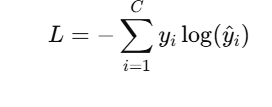 L = − ∑_{i=1}^{C} y_i log(ŷ_i)